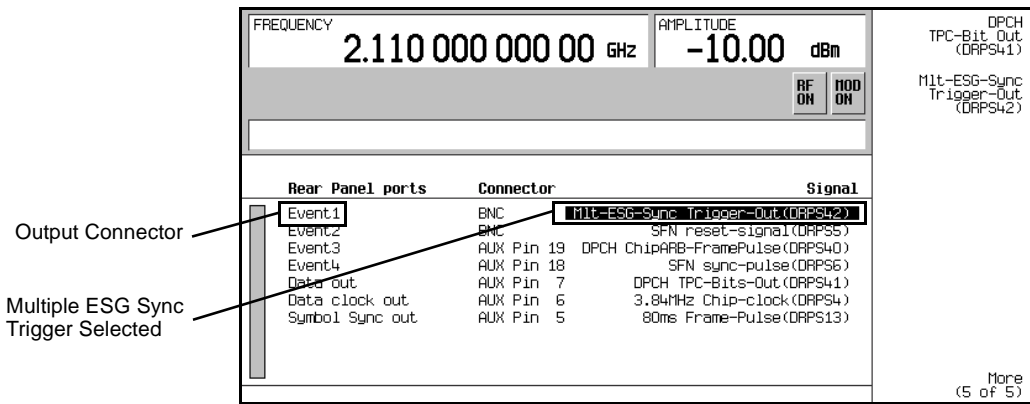 FREQUENCY
2.110 000 000 00 GHz
AMPLITUDE
-10.00 dBm
RF ON
MOD ON
DPCH
TPC-Bit Out
(DRPS41)
Mlt-ESG-Sync
Trigger-Out
(DRPS42)
Rear Panel ports Connector Signal
Event1 BNC Mlt-ESG-Sync Trigger-Out(DRPS42)
Event2 BNC SFN reset-signal(DRPS5)
Event3 AUX Pin 19 DPCH ChipARB-FramePulse(DRPS40)
Event4 AUX Pin 18 SFN sync-pulse(DRPS6)
Data out AUX Pin 7 DPCH TPC-Bits-Out(DRPS41)
Data clock out AUX Pin 6 3.84MHz Chip-clock(DRPS4)
Symbol Sync out AUX Pin 5 80ms Frame-Pulse(DRPS13)
Output Connector
Multiple ESG Sync
Trigger Selected
More
(5 of 5)